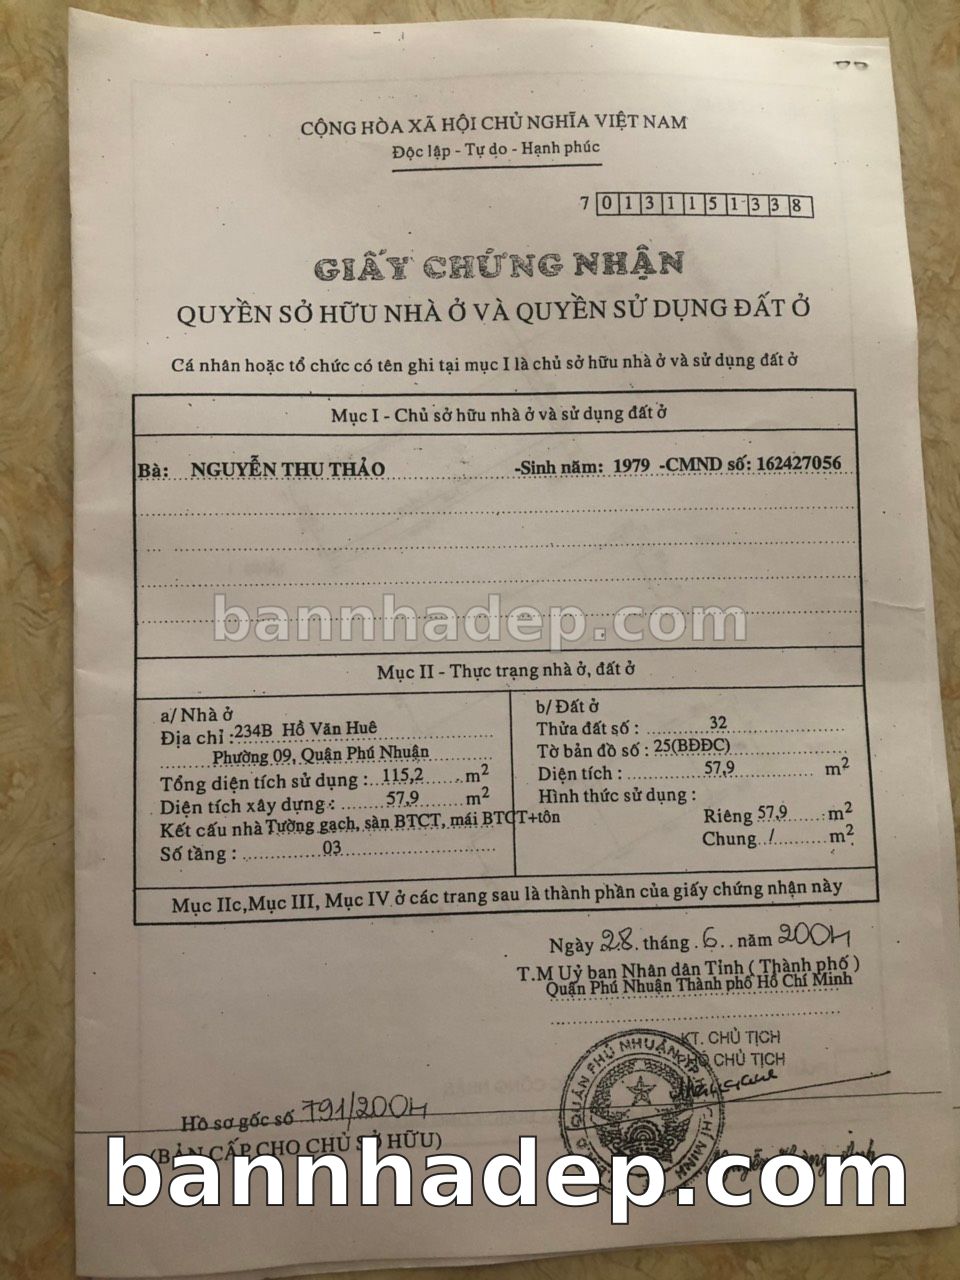 CỘNG HÒA XÃ HỘI CHỦ NGHĨA VIỆT NAM
Độc lập - Tự do - Hạnh phúc
7 0 1 3 1 1 5 1 3 3 8
GIẤY CHỨNG NHẬN
QUYỀN SỞ HỮU NHÀ Ở VÀ QUYỀN SỬ DỤNG ĐẤT Ở
Cá nhân hoặc tổ chức có tên ghi tại mục I là chủ sở hữu nhà ở và sử dụng đất ở
Mục I - Chủ sở hữu nhà ở và sử dụng đất ở
Bà: NGUYỄN THU THẢO -Sinh năm: 1979 -CMND số: 162427056
bannhadep.com
Mục II - Thực trạng nhà ở, đất ở
a/ Nhà ở
Địa chỉ : 234B Hồ Văn Huê
Phường 09, Quận Phú Nhuận
Tổng diện tích sử dụng : 115,2 m2
Diện tích xây dựng : 57,9 m2
Kết cấu nhà Tường gạch, sàn BTCT, mái BTCT+tôn
Số tầng : 03
b/ Đất ở
Thửa đất số : 32
Tờ bản đồ số : 25(BĐĐC)
Diện tích : 57,9 m2
Hình thức sử dụng :
Riêng 57,9 m2
Chung / m2
Mục IIc, Mục III, Mục IV ở các trang sau là thành phần của giấy chứng nhận này
Ngày 28 tháng 6 năm 2004
T.M Uỷ ban Nhân dân Tỉnh ( Thành phố )
Quận Phú Nhuận Thành phố Hồ Chí Minh
KT. CHỦ TỊCH
PHÓ CHỦ TỊCH
QUẬN PHÚ NHUẬN
CHÍ MINH
Hồ sơ gốc số 791/2004
(BẢN CẤP CHO CHỦ SỞ HỮU)
bannhadep.com